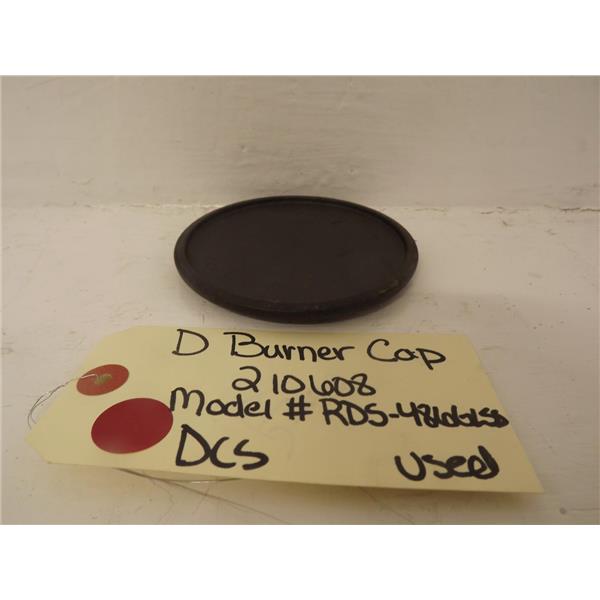 D Burner Cap
210608
Model # RDS-486GLSS
DCS used